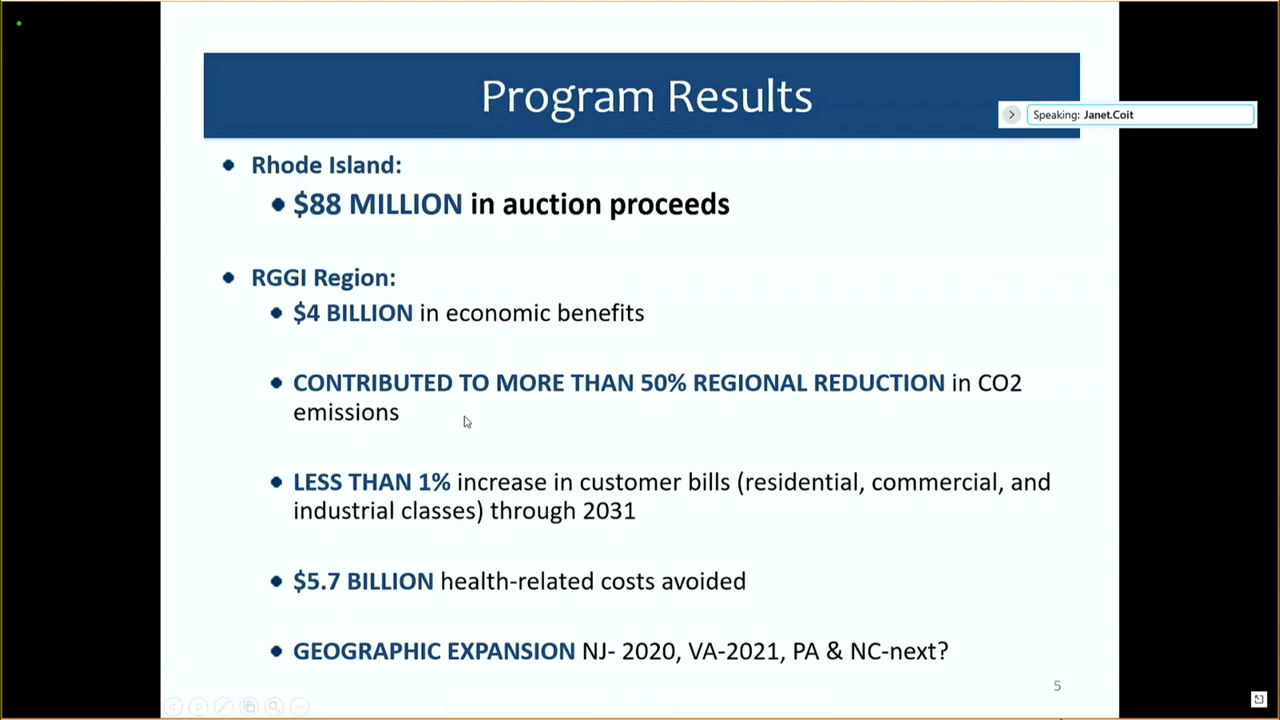 Program Results
Speaking: Janet.Coit
Rhode Island:
$88 MILLION in auction proceeds
RGGI Region:
$4 BILLION in economic benefits
CONTRIBUTED TO MORE THAN 50% REGIONAL REDUCTION in CO2
emissions
LESS THAN 1% increase in customer bills (residential, commercial, and
industrial classes) through 2031
$5.7 BILLION health-related costs avoided
GEOGRAPHIC EXPANSION NJ- 2020, VA-2021, PA & NC-next?
5